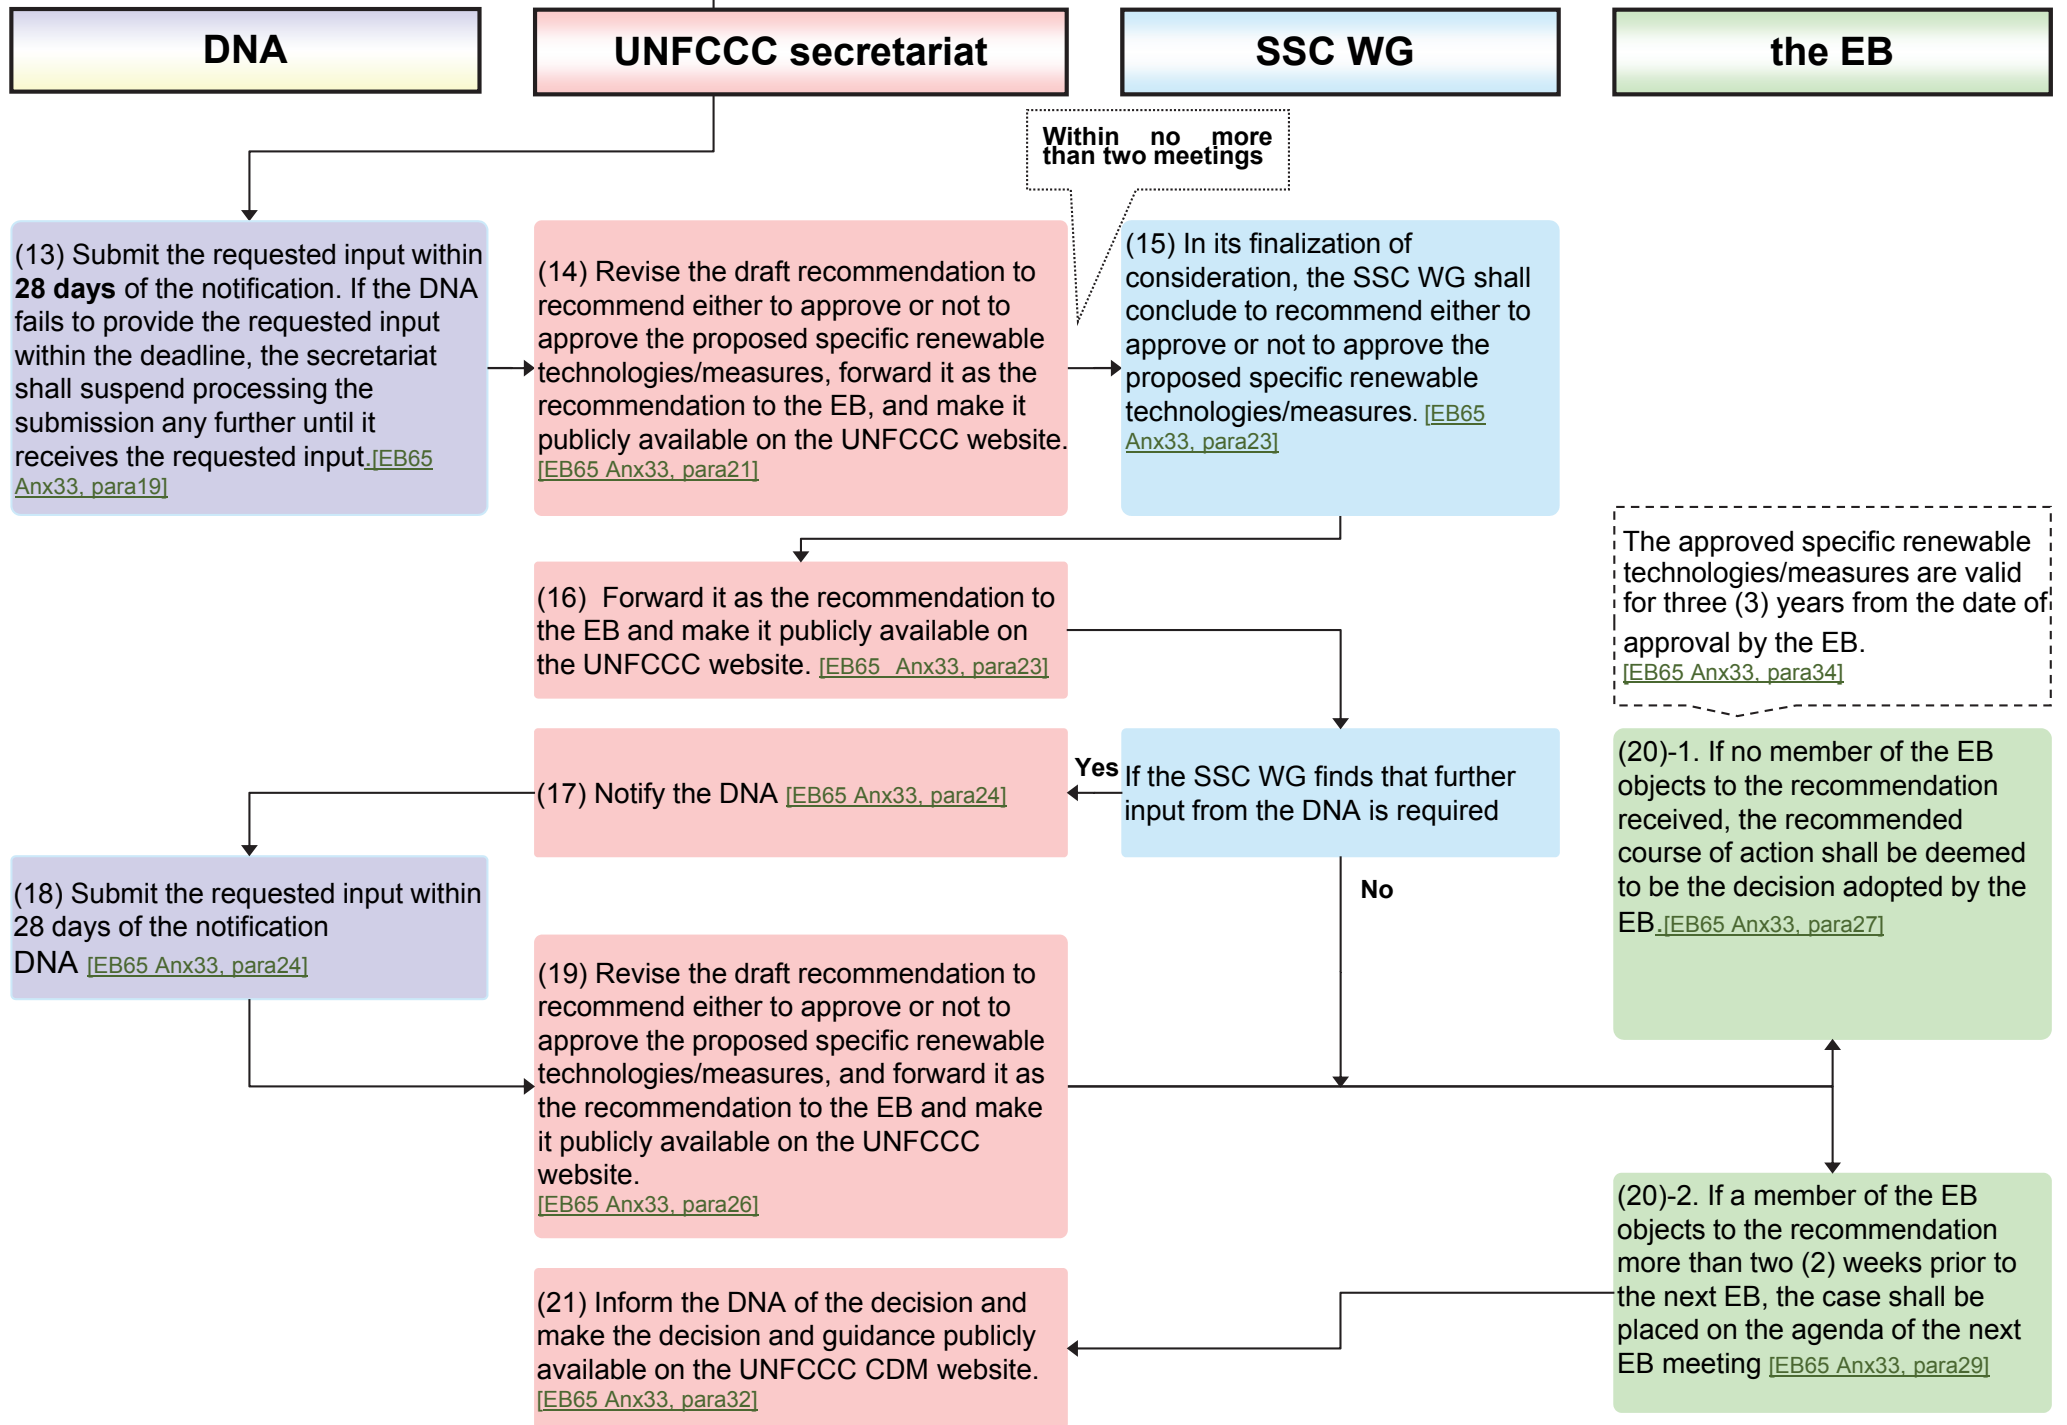 DNA
UNFCCC secretariat
SSC WG
the EB
Within no more
than two meetings
(13) Submit the requested input within
28 days of the notification. If the DNA
fails to provide the requested input
within the deadline, the secretariat
shall suspend processing the
submission any further until it
receives the requested input.[EB65
Anx33, para19]
(14) Revise the draft recommendation to
recommend either to approve or not to
approve the proposed specific renewable
technologies/measures, forward it as the
recommendation to the EB, and make it
publicly available on the UNFCCC website.
[EB65 Anx33, para21]
(15) In its finalization of
consideration, the SSC WG shall
conclude to recommend either to
approve or not to approve the
proposed specific renewable
technologies/measures. [EB65
Anx33, para23]
The approved specific renewable
technologies/measures are valid
for three (3) years from the date of
approval by the EB.
[EB65 Anx33, para34]
(16) Forward it as the recommendation to
the EB and make it publicly available on
the UNFCCC website. [EB65 Anx33, para23]
(17) Notify the DNA [EB65 Anx33, para24]
Yes
If the SSC WG finds that further
input from the DNA is required
No
(18) Submit the requested input within
28 days of the notification
DNA [EB65 Anx33, para24]
(19) Revise the draft recommendation to
recommend either to approve or not to
approve the proposed specific renewable
technologies/measures, and forward it as
the recommendation to the EB and make
it publicly available on the UNFCCC
website.
[EB65 Anx33, para26]
(20)-1. If no member of the EB
objects to the recommendation
received, the recommended
course of action shall be deemed
to be the decision adopted by the
EB.[EB65 Anx33, para27]
(20)-2. If a member of the EB
objects to the recommendation
more than two (2) weeks prior to
the next EB, the case shall be
placed on the agenda of the next
EB meeting [EB65 Anx33, para29]
(21) Inform the DNA of the decision and
make the decision and guidance publicly
available on the UNFCCC CDM website.
[EB65 Anx33, para32]